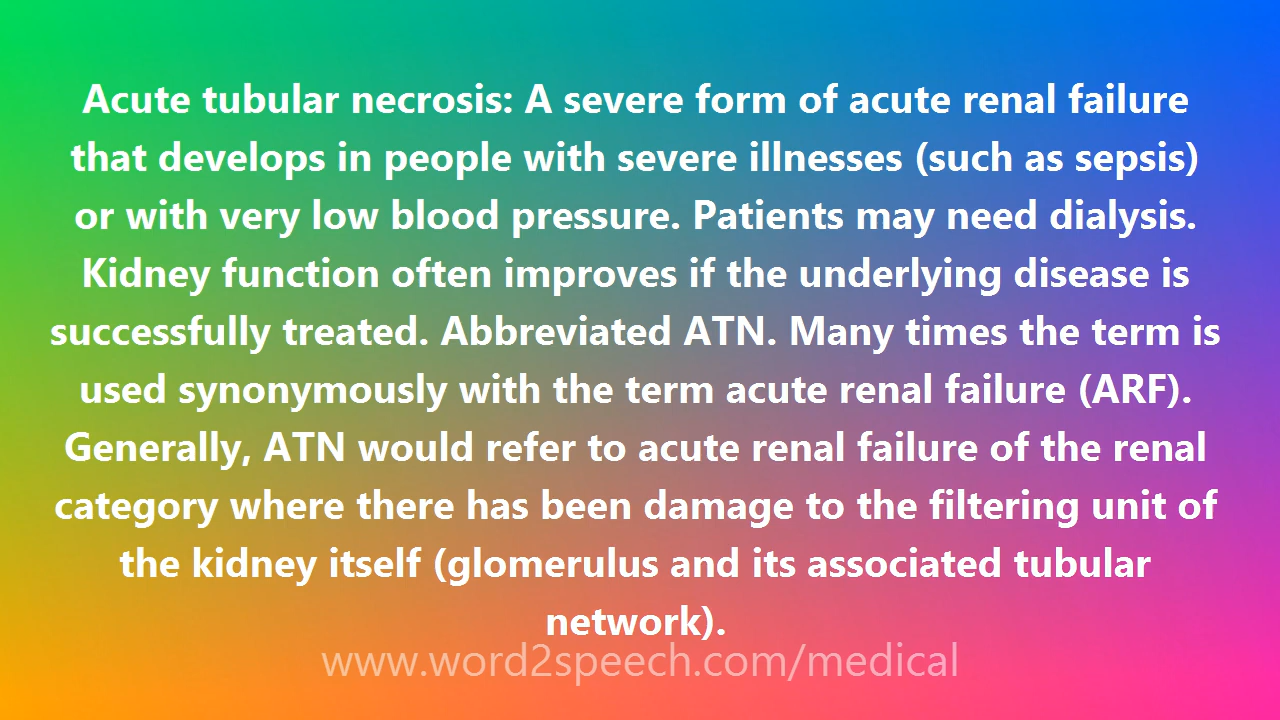 Acute tubular necrosis: A severe form of acute renal failure
that develops in people with severe illnesses (such as sepsis)
or with very low blood pressure. Patients may need dialysis.
Kidney function often improves if the underlying disease is
successfully treated. Abbreviated ATN. Many times the term is
used synonymously with the term acute renal failure (ARF).
Generally, ATN would refer to acute renal failure of the renal
category where there has been damage to the filtering unit of
the kidney itself (glomerulus and its associated tubular
network).
www.word2speech.com/medical